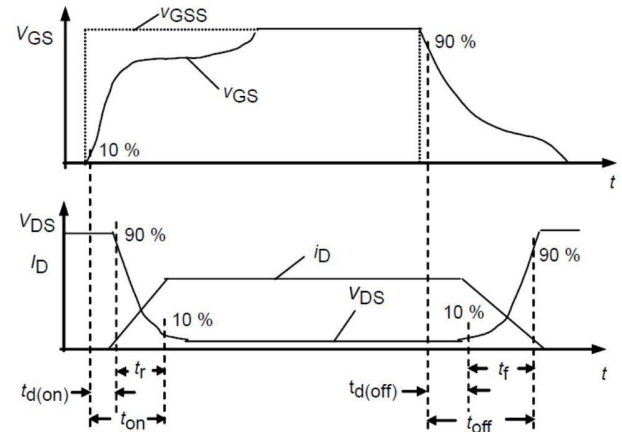 vGSS
VGS
90 %
vGS
10 %
t
VDS
90 %
iD
90 %
ID
VDS
10 %
10 %
tr
tf
t
td(on)
td(off)
ton
toff